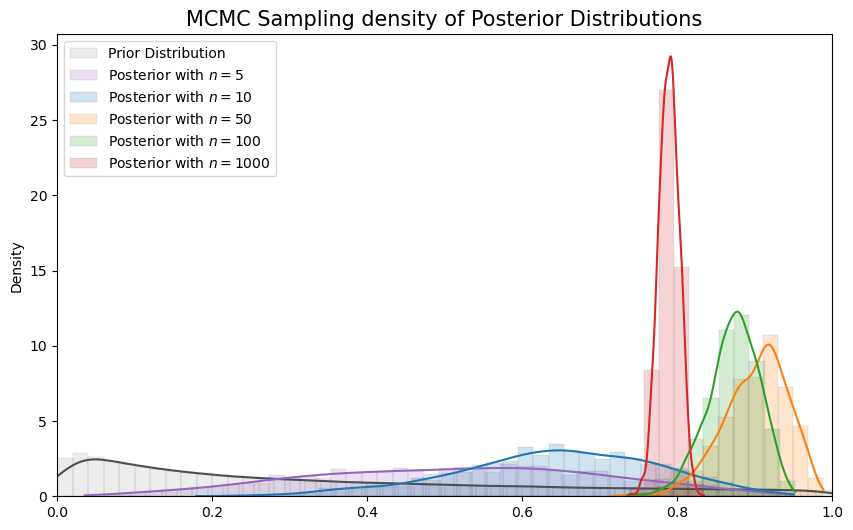 MCMC Sampling density of Posterior Distributions
30
25
20
15
10
5
0
Density
Prior Distribution
Posterior with n = 5
Posterior with n = 10
Posterior with n = 50
Posterior with n = 100
Posterior with n = 1000
0.0 0.2 0.4 0.6 0.8 1.0